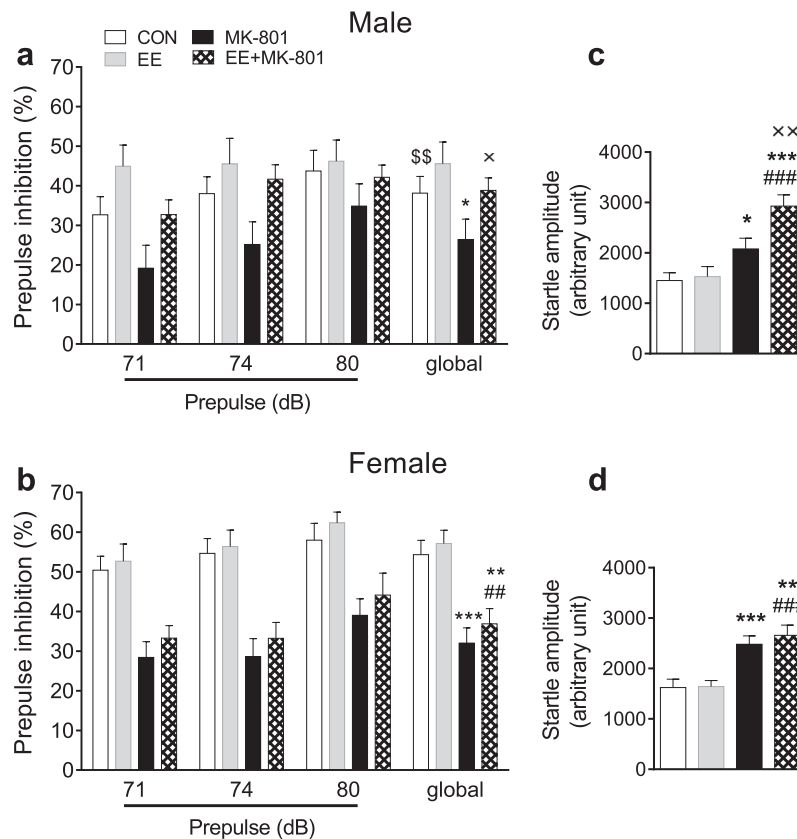 Male
a
CON
MK-801
EE
EE+MK-801
70
60
50
40
30
20
10
0
Prepulse inhibition (%)
$$
*
×
71
74
80
global
Prepulse (dB)
c
4000
3000
2000
1000
0
Startle amplitude
(arbitrary unit)
*
××
***
###
Female
b
70
60
50
40
30
20
10
0
Prepulse inhibition (%)
***
**
##
71
74
80
global
Prepulse (dB)
d
4000
3000
2000
1000
0
Startle amplitude
(arbitrary unit)
***
**
##